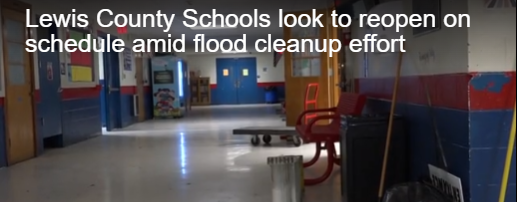 Lewis County Schools look to reopen on
schedule amid flood cleanup effort